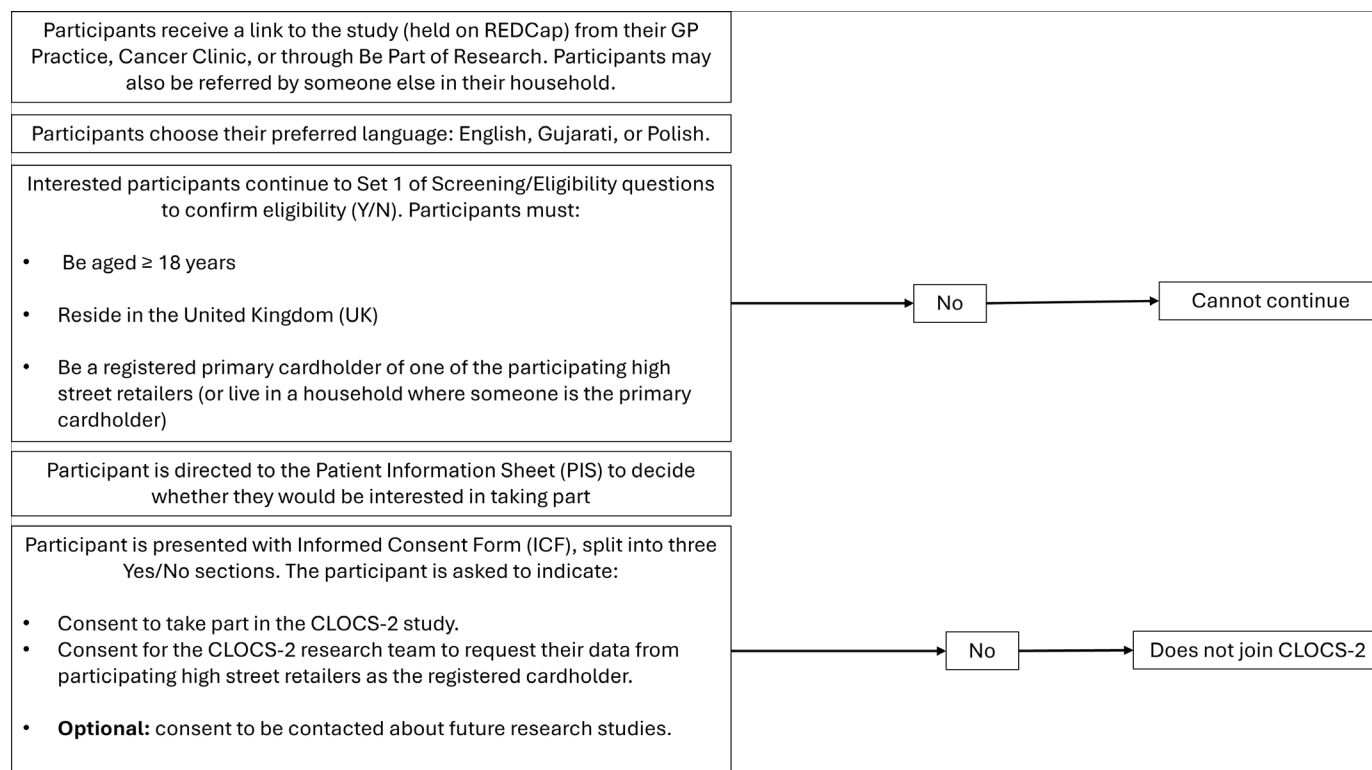 Participants receive a link to the study (held on REDCap) from their GP
Practice, Cancer Clinic, or through Be Part of Research. Participants may
also be referred by someone else in their household.
Participants choose their preferred language: English, Gujarati, or Polish.
Interested participants continue to Set 1 of Screening/Eligibility questions
to confirm eligibility (Y/N). Participants must:
• Be aged ≥ 18 years
• Reside in the United Kingdom (UK)
• Be a registered primary cardholder of one of the participating high
street retailers (or live in a household where someone is the primary
cardholder)
No
Cannot continue
Participant is directed to the Patient Information Sheet (PIS) to decide
whether they would be interested in taking part
Participant is presented with Informed Consent Form (ICF), split into three
Yes/No sections. The participant is asked to indicate:
• Consent to take part in the CLOCS-2 study.
• Consent for the CLOCS-2 research team to request their data from
participating high street retailers as the registered cardholder.
• Optional: consent to be contacted about future research studies.
No
Does not join CLOCS-2